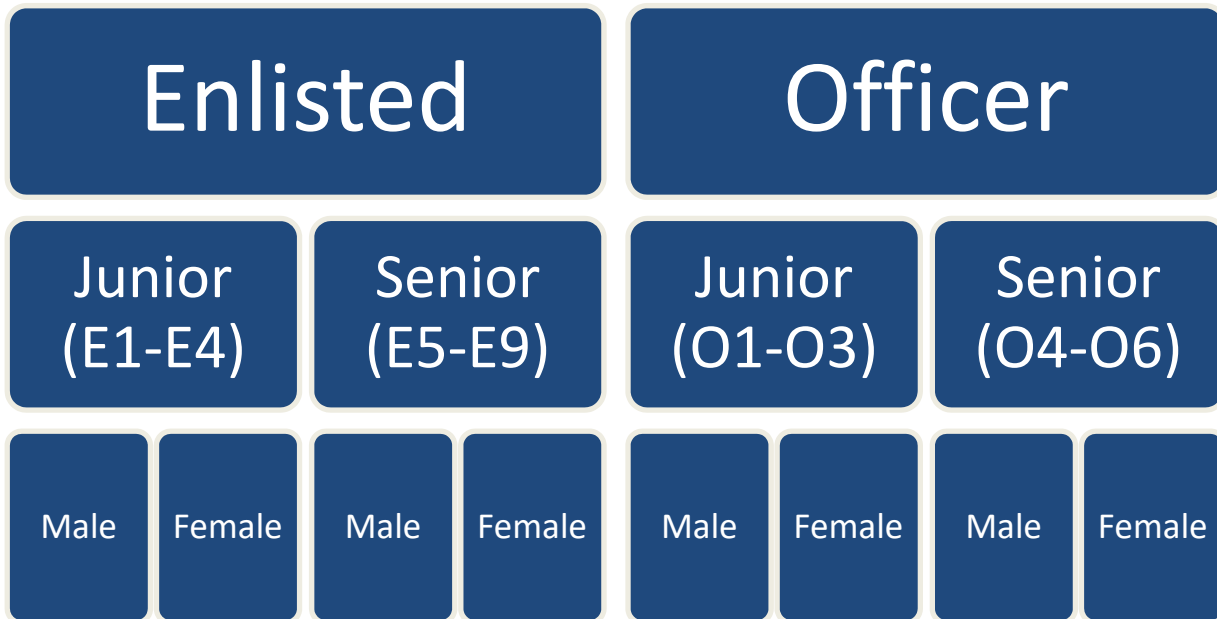 Enlisted
Officer
Junior
(E1-E4)
Senior
(E5-E9)
Junior
(O1-O3)
Senior
(O4-O6)
Male
Female
Male
Female
Male
Female
Male
Female